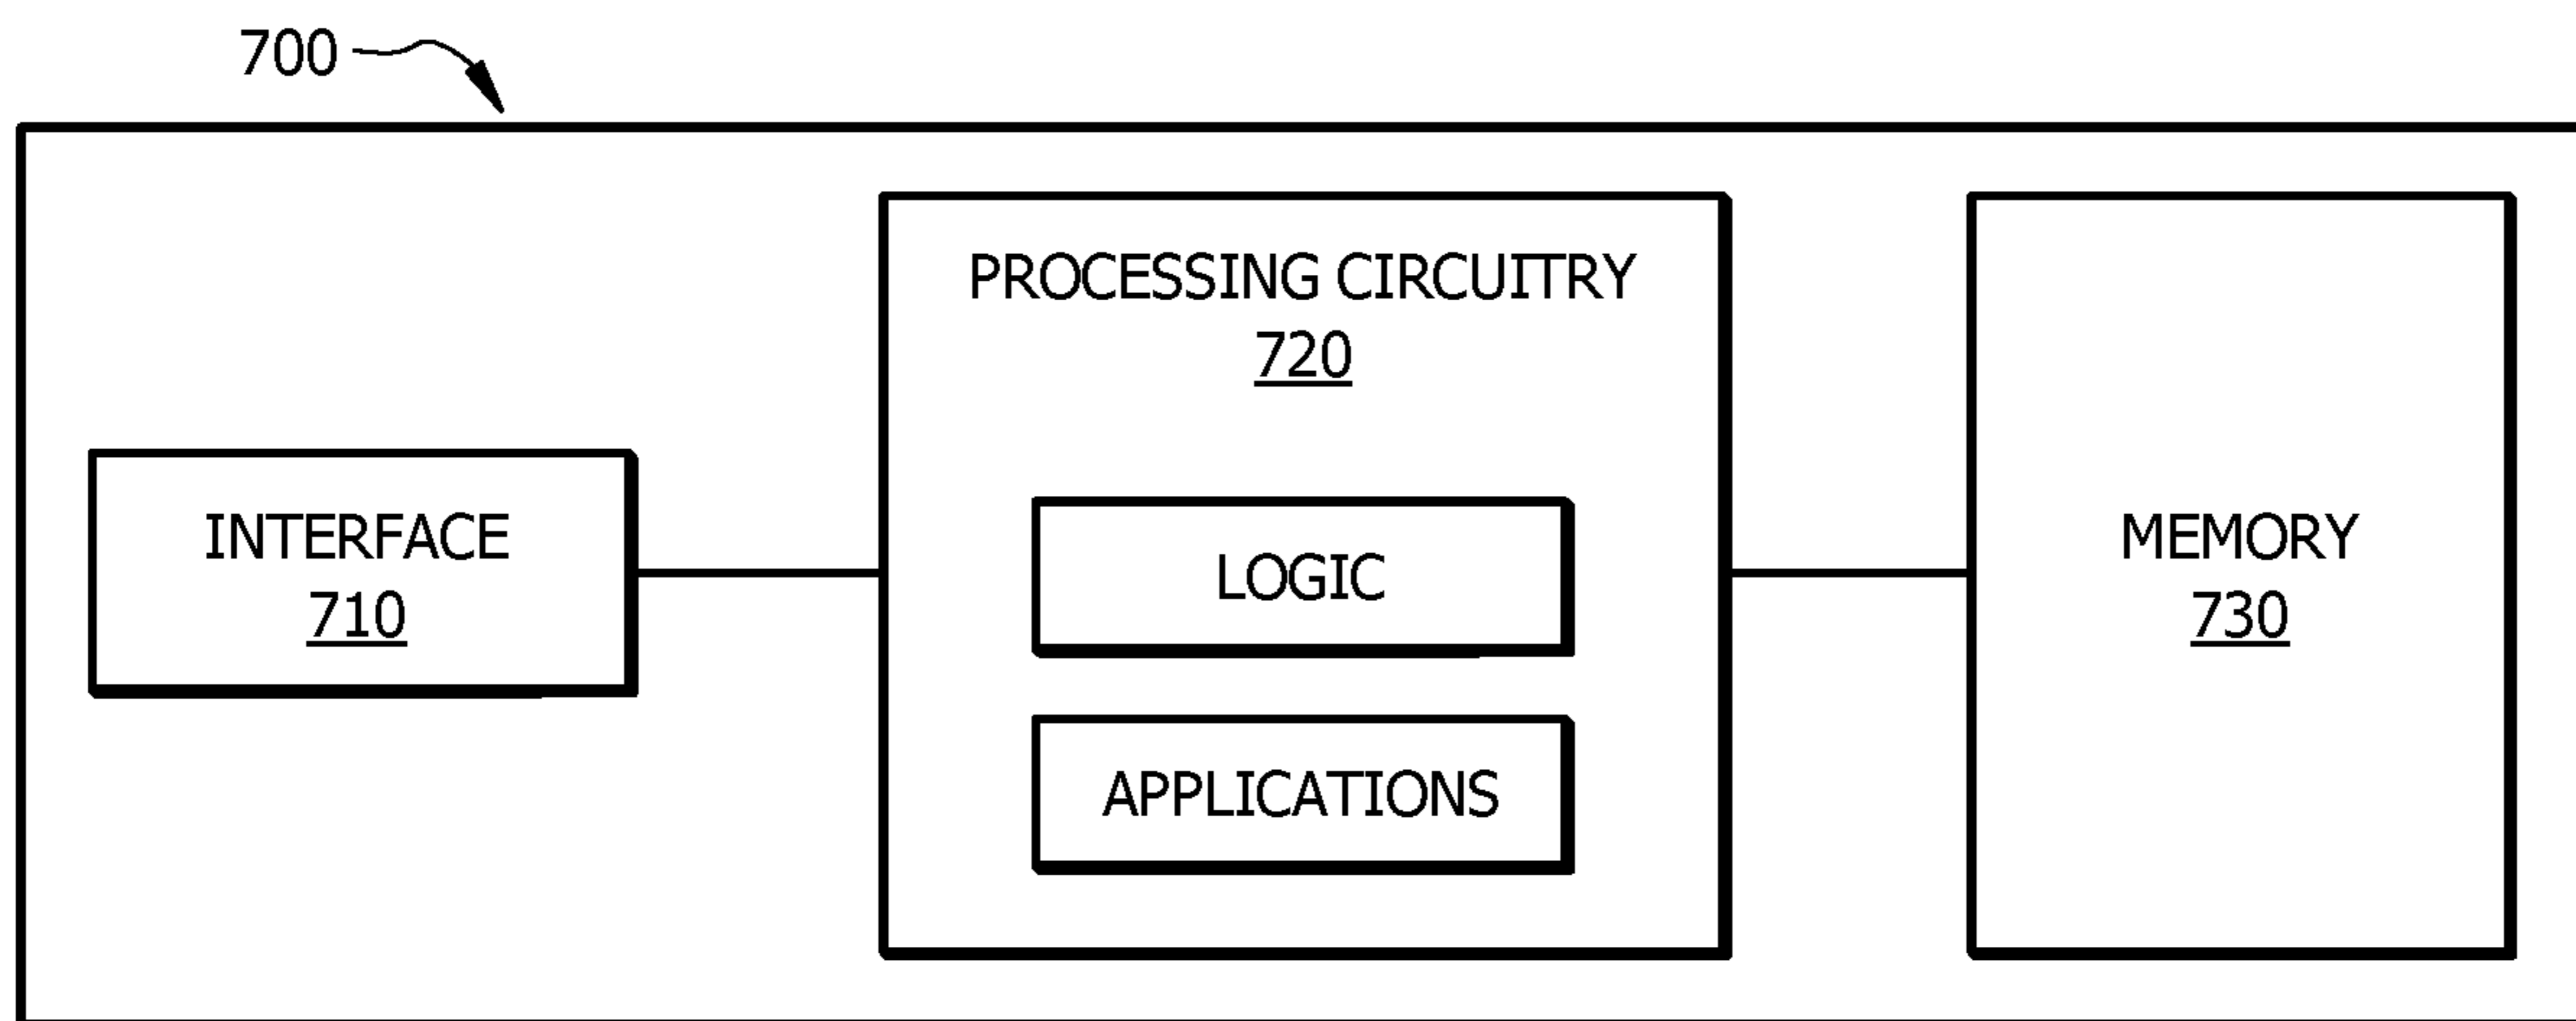 700
PROCESSING CIRCUITRY
720
INTERFACE
710
LOGIC
APPLICATIONS
MEMORY
730